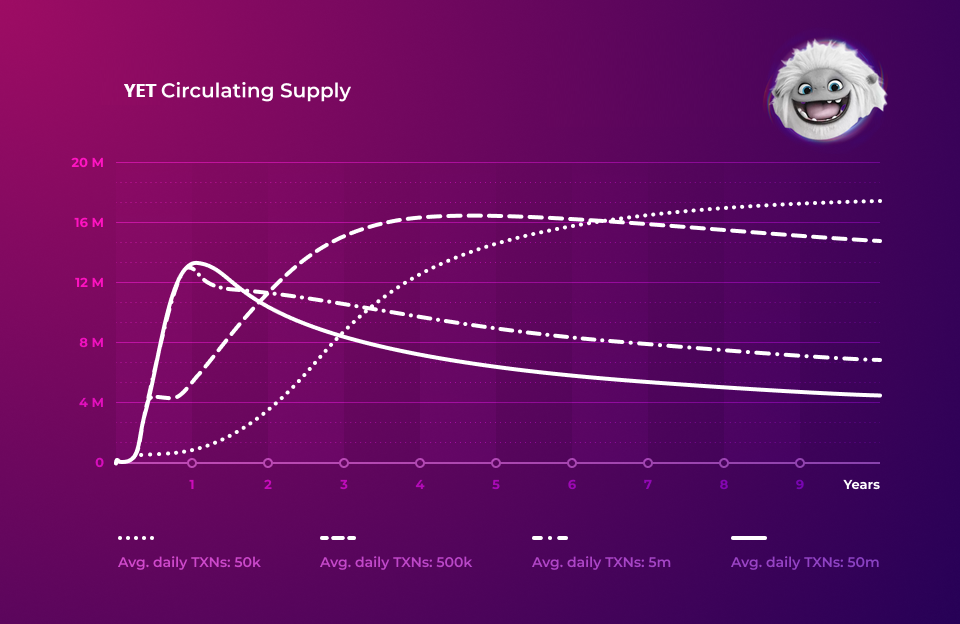 YET Circulating Supply
20 M
16 M
12 M
8 M
4 M
0
1 2 3 4 5 6 7 8 9 Years
Avg. daily TXNs: 50k
Avg. daily TXNs: 500k
Avg. daily TXNs: 5m
Avg. daily TXNs: 50m